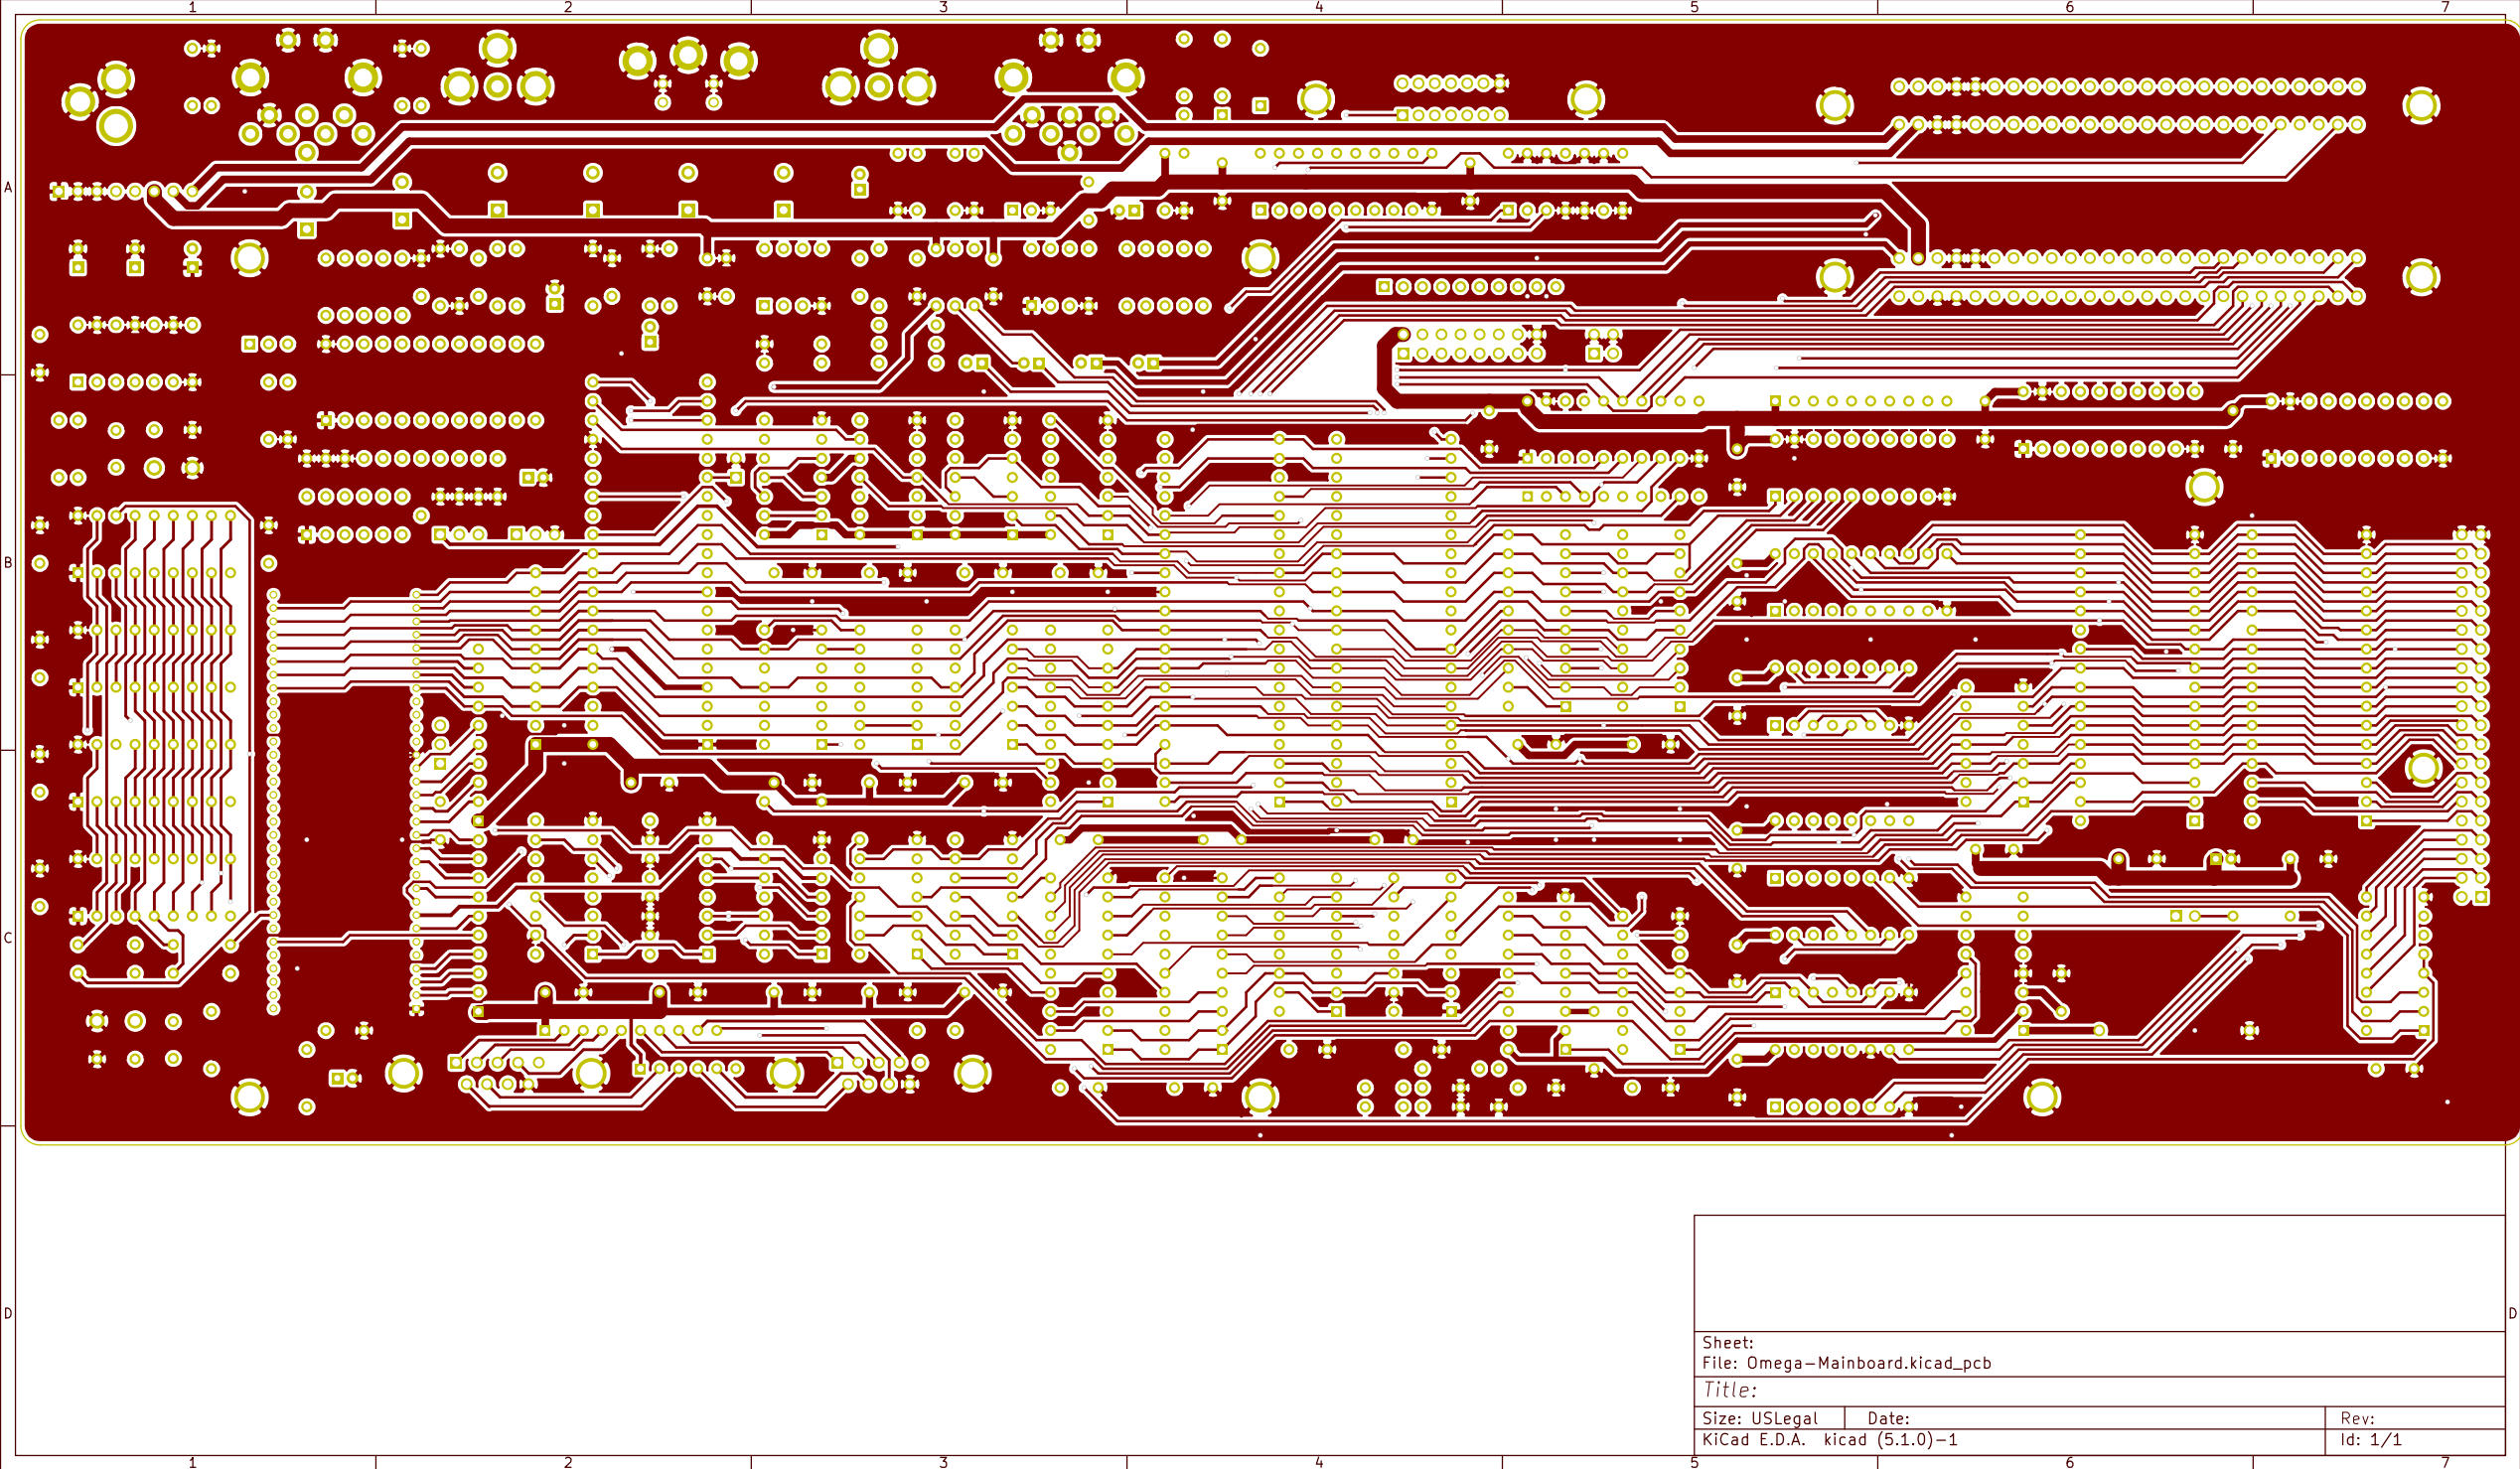 1 2 3 4 5 6 7
A A
B B
C C
D D
Sheet:
File: Omega-Mainboard.kicad_pcb
Title:
Size: USLegal Date: Rev:
KiCad E.D.A. kicad (5.1.0)-1 Id: 1/1
1 2 3 4 5 6 7